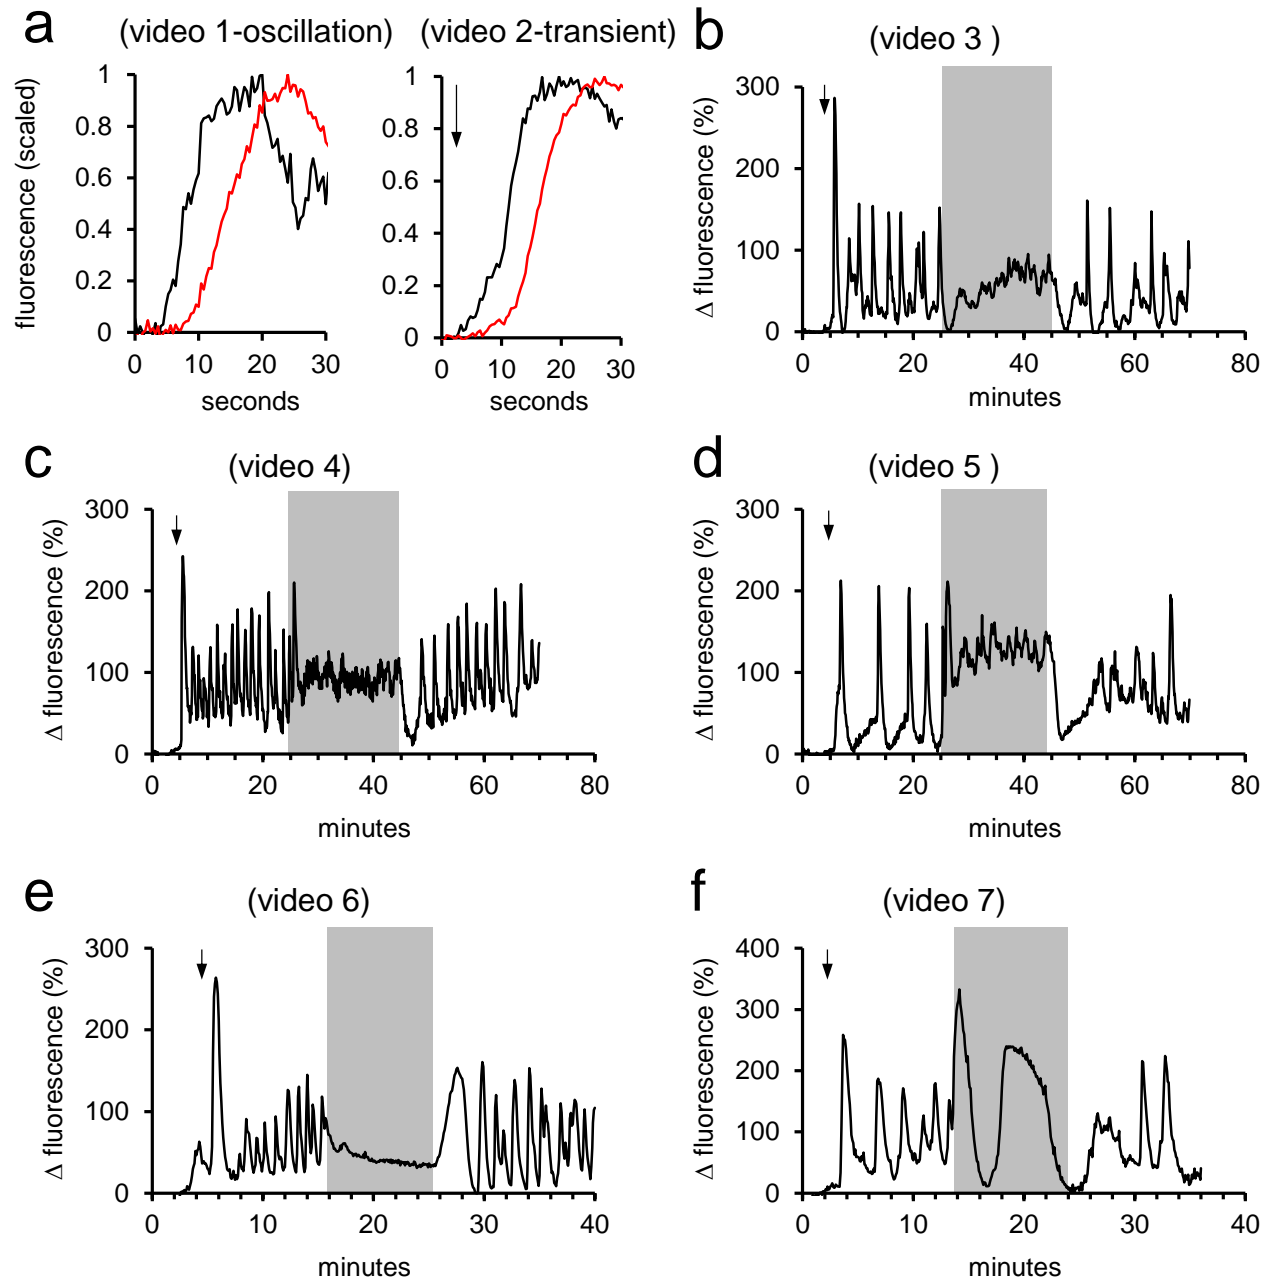 a
(video 1-oscillation)
(video 2-transient)
fluorescence (scaled)
1
0.8
0.6
0.4
0.2
0
0 10 20 30
seconds
1
0.8
0.6
0.4
0.2
0
0 10 20 30
seconds
b
(video 3 )
Δ fluorescence (%)
300
200
100
0
0 20 40 60 80
minutes
c
(video 4)
Δ fluorescence (%)
300
200
100
0
0 20 40 60 80
minutes
d
(video 5 )
Δ fluorescence (%)
300
200
100
0
0 20 40 60 80
minutes
e
(video 6)
Δ fluorescence (%)
300
200
100
0
0 10 20 30 40
minutes
f
(video 7)
Δ fluorescence (%)
400
300
200
100
0
0 10 20 30 40
minutes